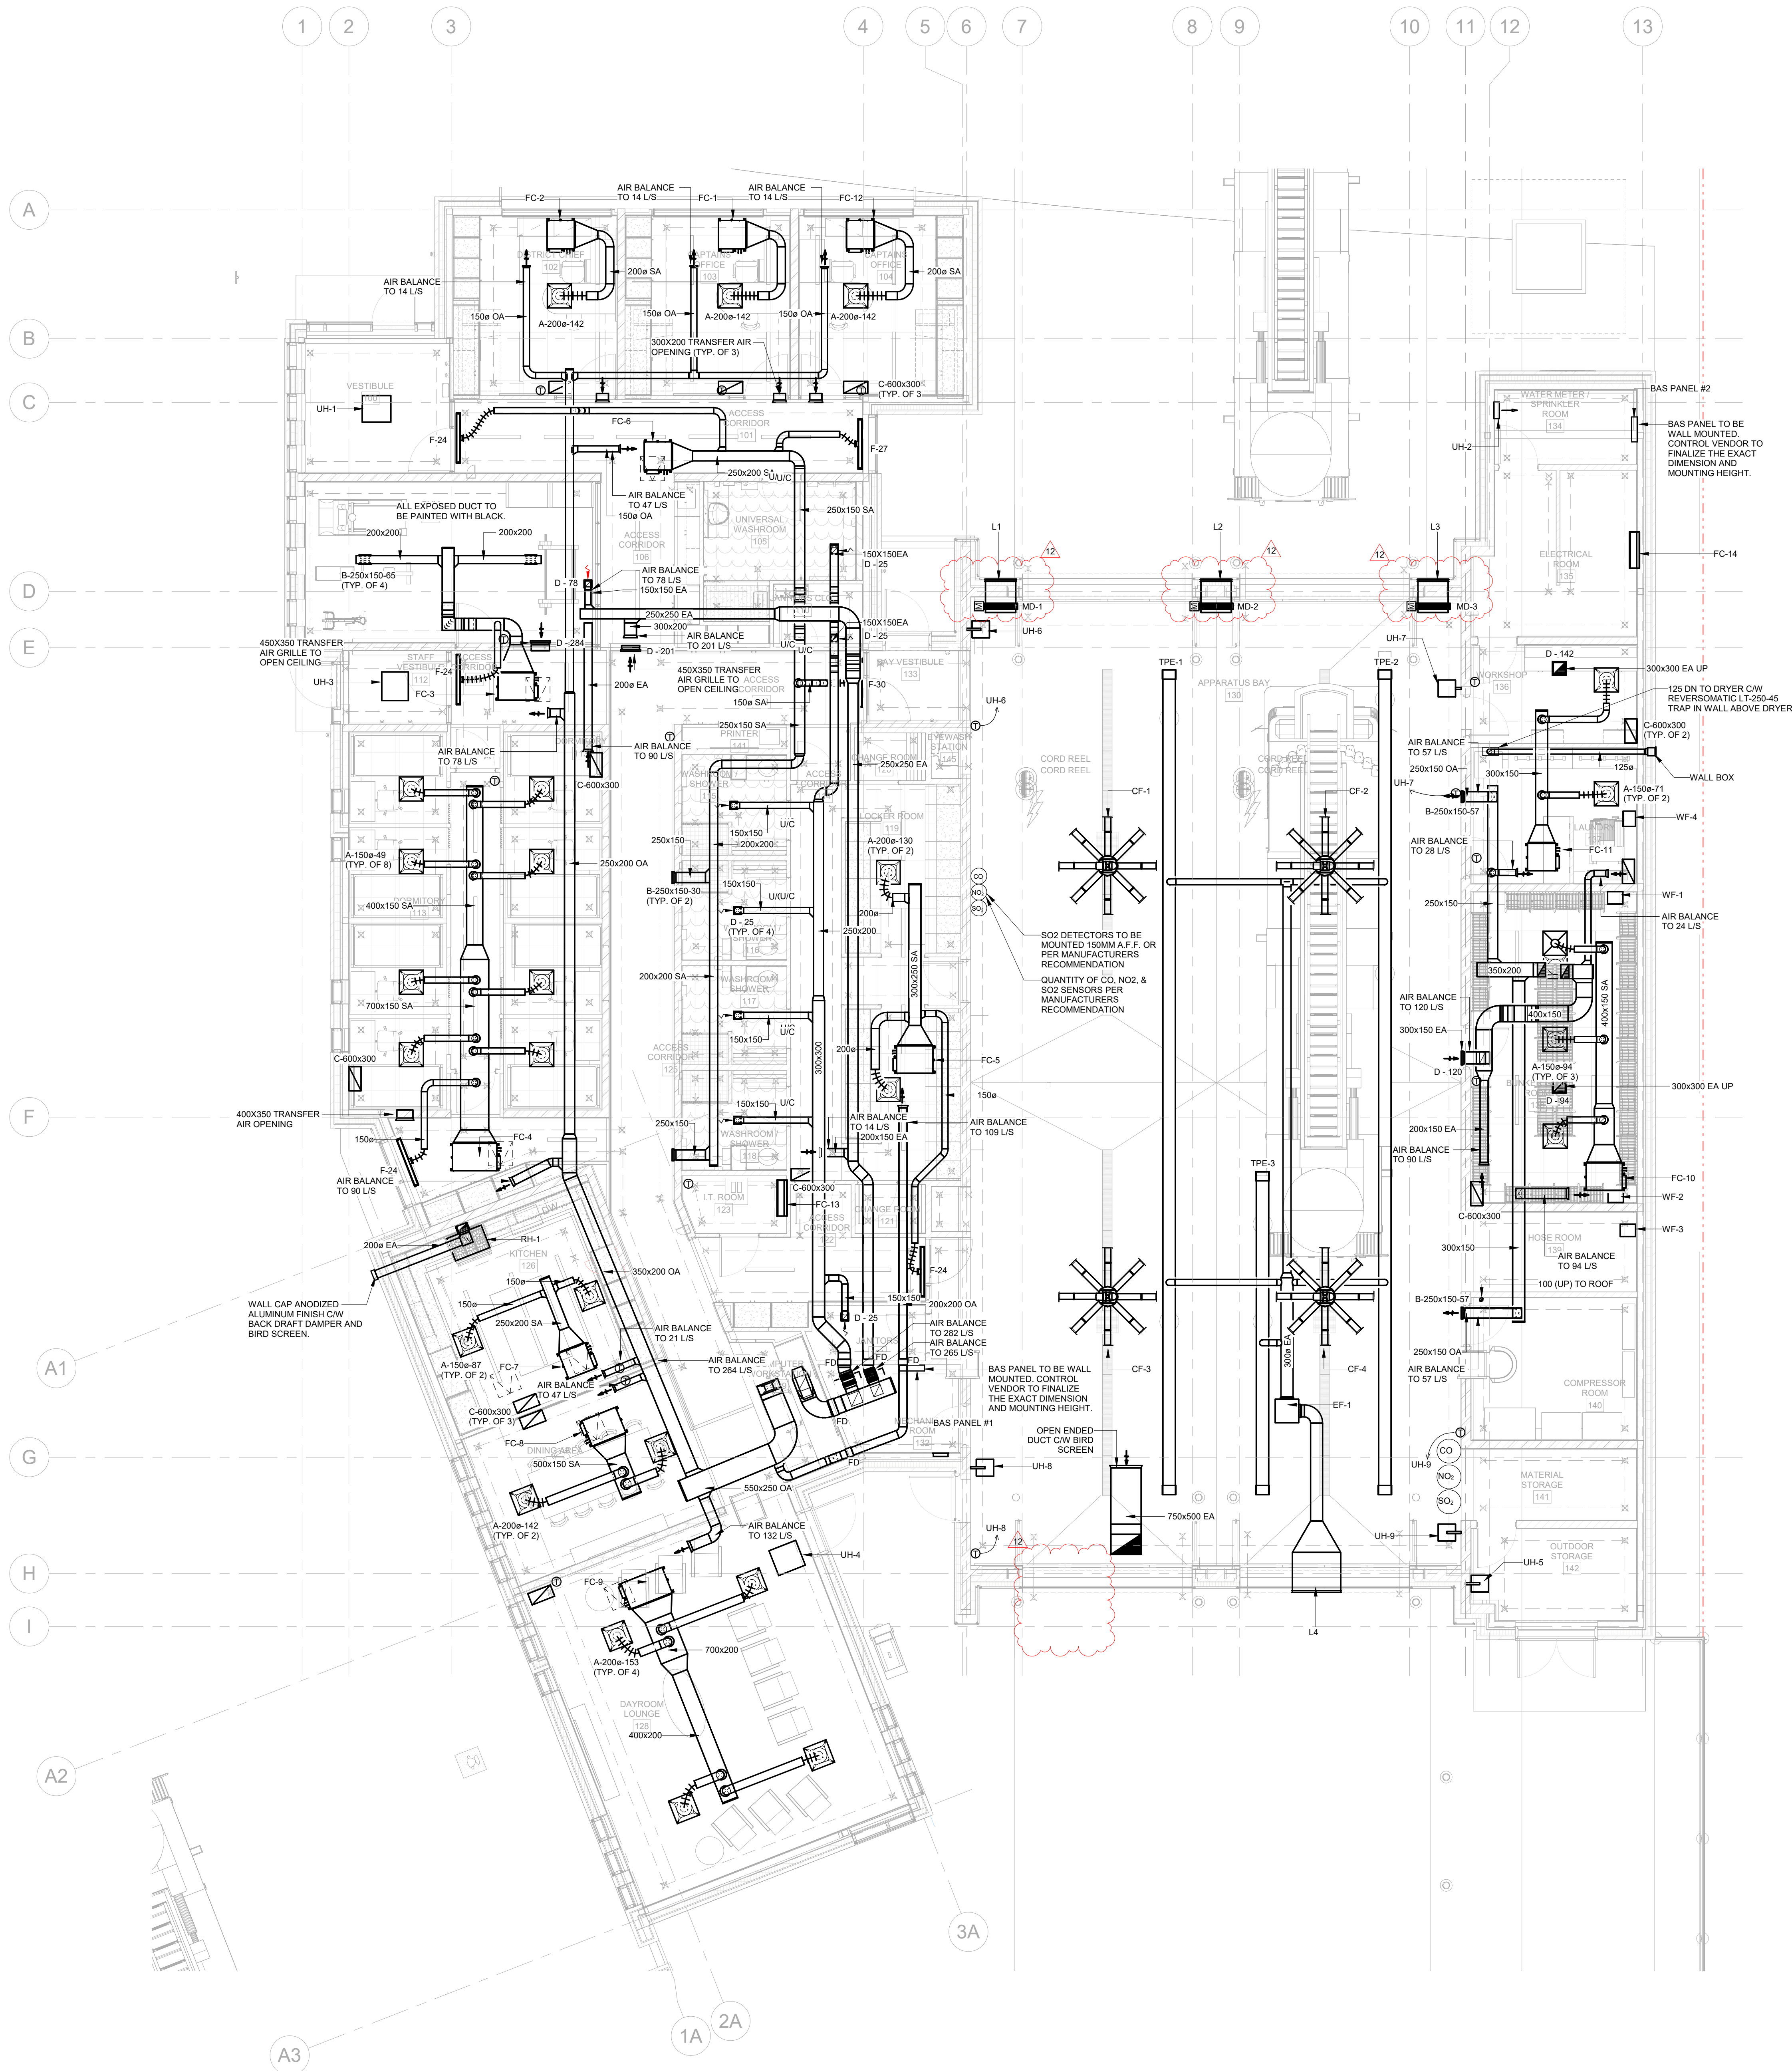 1
2
3
4
5
6
7
8
9
10
11
12
13
A
B
C
D
E
F
G
H
I
A1
A2
A3
1A
2A
3A
AIR BALANCE
TO 14 L/S
AIR BALANCE
TO 14 L/S
FC-2
FC-1
FC-12
DISTRICT CHIEF
102
CAPTAINS
OFFICE
103
CAPTAINS
OFFICE
104
200ø SA
200ø SA
AIR BALANCE
TO 14 L/S
150ø OA
150ø OA
150ø OA
A-200ø-142
A-200ø-142
A-200ø-142
300X200 TRANSFER AIR
OPENING (TYP. OF 3)
C-600x300
(TYP. OF 3
VESTIBULE
100
UH-1
F-24
FC-6
ACCESS
CORRIDOR
101
F-27
250x200 SA
U/U/C
AIR BALANCE
TO 47 L/S
150ø OA
250x150 SA
ALL EXPOSED DUCT TO
BE PAINTED WITH BLACK.
200x200
200x200
B-250x150-65
(TYP. OF 4)
ACCESS
CORRIDOR
106
UNIVERSAL
WASHROOM
105
150X150EA
D - 25
D - 78
AIR BALANCE
TO 78 L/S
150x150 EA
250x250 EA
300x200
AIR BALANCE
TO 201 L/S
150X150EA
D - 25
U/C
U/C
450X350 TRANSFER
AIR GRILLE TO
OPEN CEILING
D - 284
D - 201
450X350 TRANSFER
AIR GRILLE TO
OPEN CEILING
ACCESS
CORRIDOR
STAFF
VESTIBULE
112
ACCESS
CORRIDOR
F-24
UH-3
FC-3
200ø EA
150ø SA
F-30
BAY VESTIBULE
133
250x150 SA
PRINTER
141
AIR BALANCE
TO 78 L/S
DORMITORY
AIR BALANCE
TO 90 L/S
C-600x300
WASHROOM
SHOWER
115
ACCESS
CORRIDOR
CHANGE ROOM
120
EYEWASH
STATION
145
250x250 EA
150x150
U/C
250x150
200x200
LOCKER ROOM
119
A-200ø-130
(TYP. OF 2)
A-150ø-49
(TYP. OF 8)
250x200 OA
400x150 SA
DORMITORY
113
B-250x150-30
(TYP. OF 2)
150x150
D - 25
(TYP. OF 4)
SHOWER
116
200ø
250x200
200x200 SA
WASHROOM
SHOWER
117
300x250 SA
700x150 SA
150x150
U/C
ACCESS
CORRIDOR
125
300x300
200ø
FC-5
C-600x300
150ø
400X350 TRANSFER
AIR OPENING
150x150
U/C
250x150
AIR BALANCE
TO 14 L/S
200x150 EA
AIR BALANCE
TO 109 L/S
150ø
FC-4
F-24
WASHROOM /
SHOWER
118
AIR BALANCE
TO 90 L/S
C-600x300
I.T. ROOM
123
FC-13
ACCESS
CORRIDOR
122
CHANGE ROOM
121
200ø EA
RH-1
DW
KITCHEN
126
350x200 OA
F-24
WALL CAP ANODIZED
ALUMINUM FINISH C/W
BACK DRAFT DAMPER AND
BIRD SCREEN.
150ø
150ø
250x200 SA
150x150
200x200 OA
D - 25
AIR BALANCE
TO 282 L/S
AIR BALANCE
TO 265 L/S
AIR BALANCE
TO 21 L/S
AIR BALANCE
TO 264 L/S
A-150ø-87
(TYP. OF 2)
FC-7
AIR BALANCE
TO 47 L/S
COMPUTER
FD
FD
FD
FD
FD
BAS PANEL TO BE WALL
MOUNTED. CONTROL
VENDOR TO FINALIZE
THE EXACT DIMENSION
AND MOUNTING HEIGHT.
C-600x300
(TYP. OF 3)
BAS PANEL #1
132
FC-8
DINING AREA
500x150 SA
550x250 OA
A-200ø-142
(TYP. OF 2)
AIR BALANCE
TO 132 L/S
UH-4
FC-9
700x200
A-200ø-153
(TYP. OF 4)
DAYROOM
LOUNGE
128
400x200
L1
12
L2
12
12
L3
MD-1
MD-2
MD-3
UH-6
UH-7
TPE-1
APPARATUS BAY
130
TPE-2
UH-6
CORD REEL
CORD REEL
CORD REEL
CORD REEL
CF-1
CF-2
CO
NO2
SO2
SO2 DETECTORS TO BE
MOUNTED 150MM A.F.F. OR
PER MANUFACTURERS
RECOMMENDATION
QUANTITY OF CO, NO2, &
SO2 SENSORS PER
MANUFACTURERS
RECOMMENDATION
TPE-3
300ø EA
CF-3
CF-4
EF-1
OPEN ENDED
DUCT C/W BIRD
SCREEN
UH-8
UH-8
12
750x500 EA
L4
UH-9
CO
NO2
SO2
UH-9
UH-5
WATER METER /
SPRINKLER
ROOM
134
BAS PANEL #2
BAS PANEL TO BE
WALL MOUNTED.
CONTROL VENDOR TO
FINALIZE THE EXACT
DIMENSION AND
MOUNTING HEIGHT.
UH-2
ELECTRICAL
ROOM
135
FC-14
D - 142
300x300 EA UP
WORKSHOP
136
125 DN TO DRYER C/W
REVERSOMATIC LT-250-45
TRAP IN WALL ABOVE DRYER
C-600x300
(TYP. OF 2)
AIR BALANCE
TO 57 L/S
250x150 OA
300x150
125ø
WALL BOX
UH-7
B-250x150-57
A-150ø-71
(TYP. OF 2)
LAUNDRY
WF-4
AIR BALANCE
TO 28 L/S
FC-11
WF-1
250x150
AIR BALANCE
TO 24 L/S
350x200
AIR BALANCE
TO 120 L/S
400x150
400x150 SA
300x150 EA
D - 120
A-150ø-94
(TYP. OF 3)
300x300 EA UP
D - 94
200x150 EA
AIR BALANCE
TO 90 L/S
FC-10
WF-2
C-600x300
WF-3
HOSE ROOM
139
300x150
AIR BALANCE
TO 94 L/S
100 (UP) TO ROOF
B-250x150-57
250x150 OA
AIR BALANCE
TO 57 L/S
COMPRESSOR
ROOM
140
MATERIAL
STORAGE
141
OUTDOOR
STORAGE
142